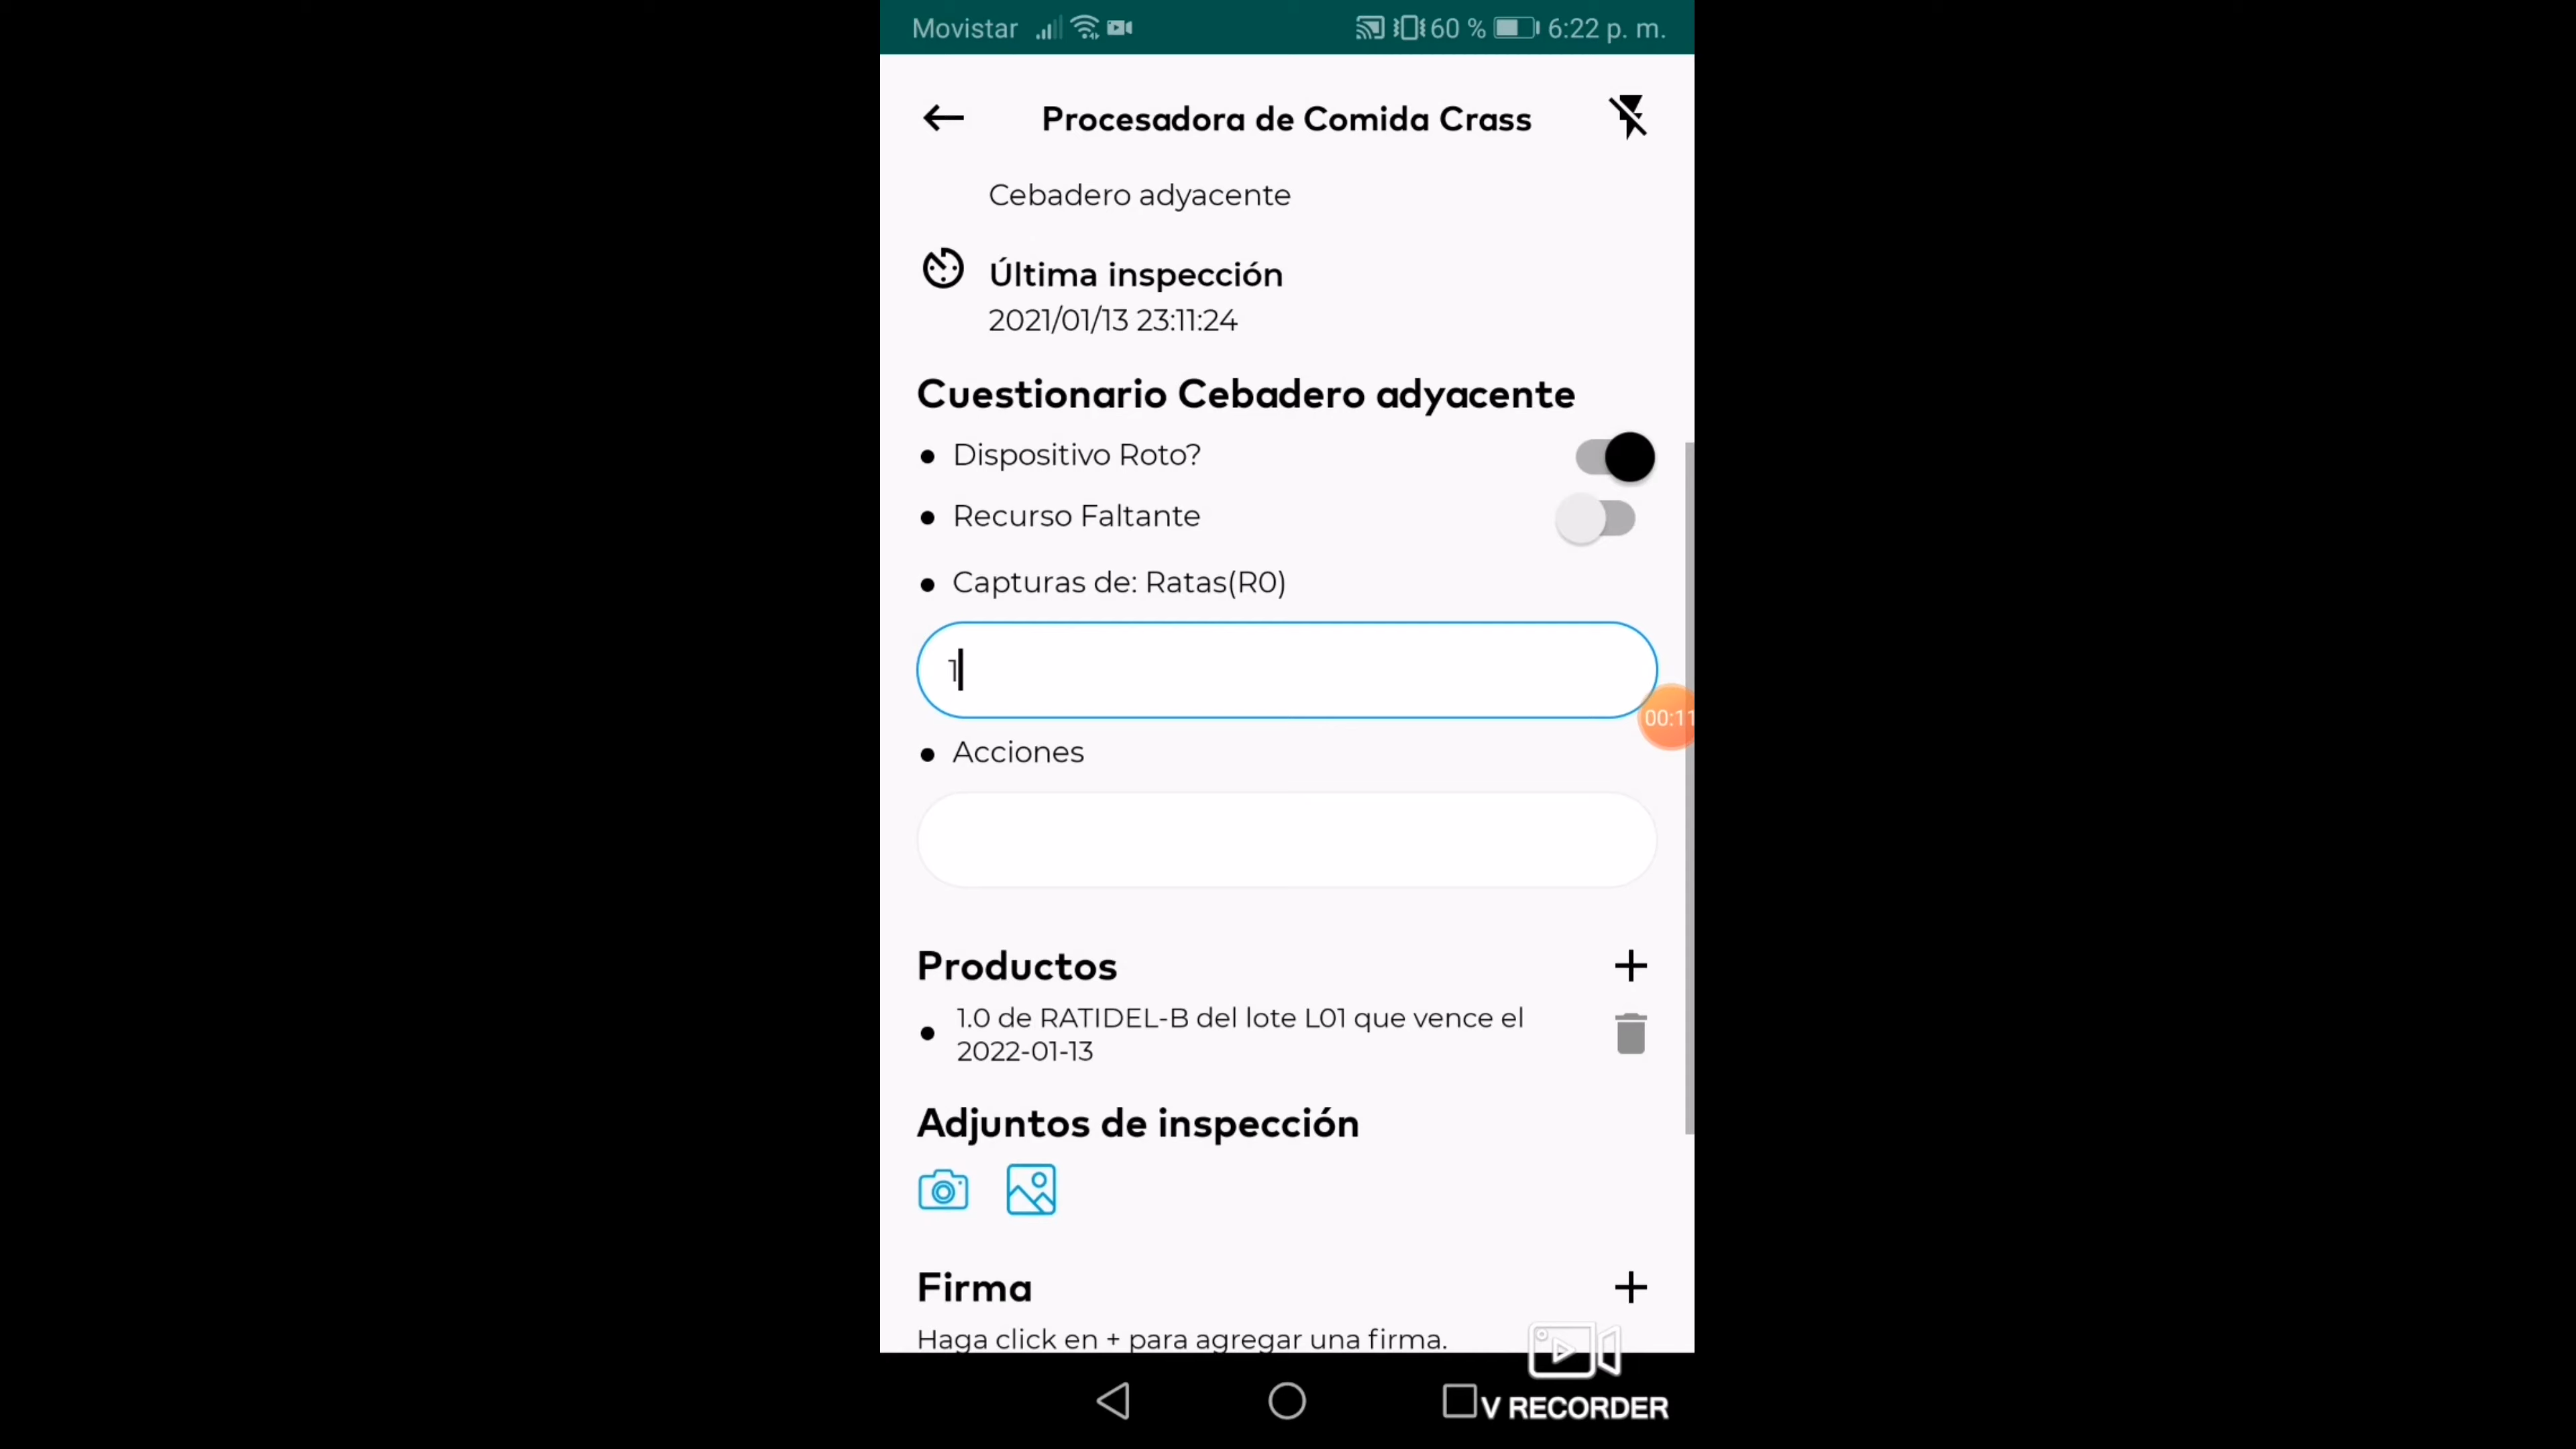 Movistar 60 % 6:22 p. m.
Procesadora de Comida Crass
Cebadero adyacente
Última inspección
2021/01/13 23:11:24
Cuestionario Cebadero adyacente
• Dispositivo Roto?
• Recurso Faltante
• Capturas de: Ratas(R0)
1
00:11
• Acciones
Productos +
• 1.0 de RATIDEL-B del lote L01 que vence el
2022-01-13
Adjuntos de inspección
Firma +
Haga click en + para agregar una firma.
V RECORDER